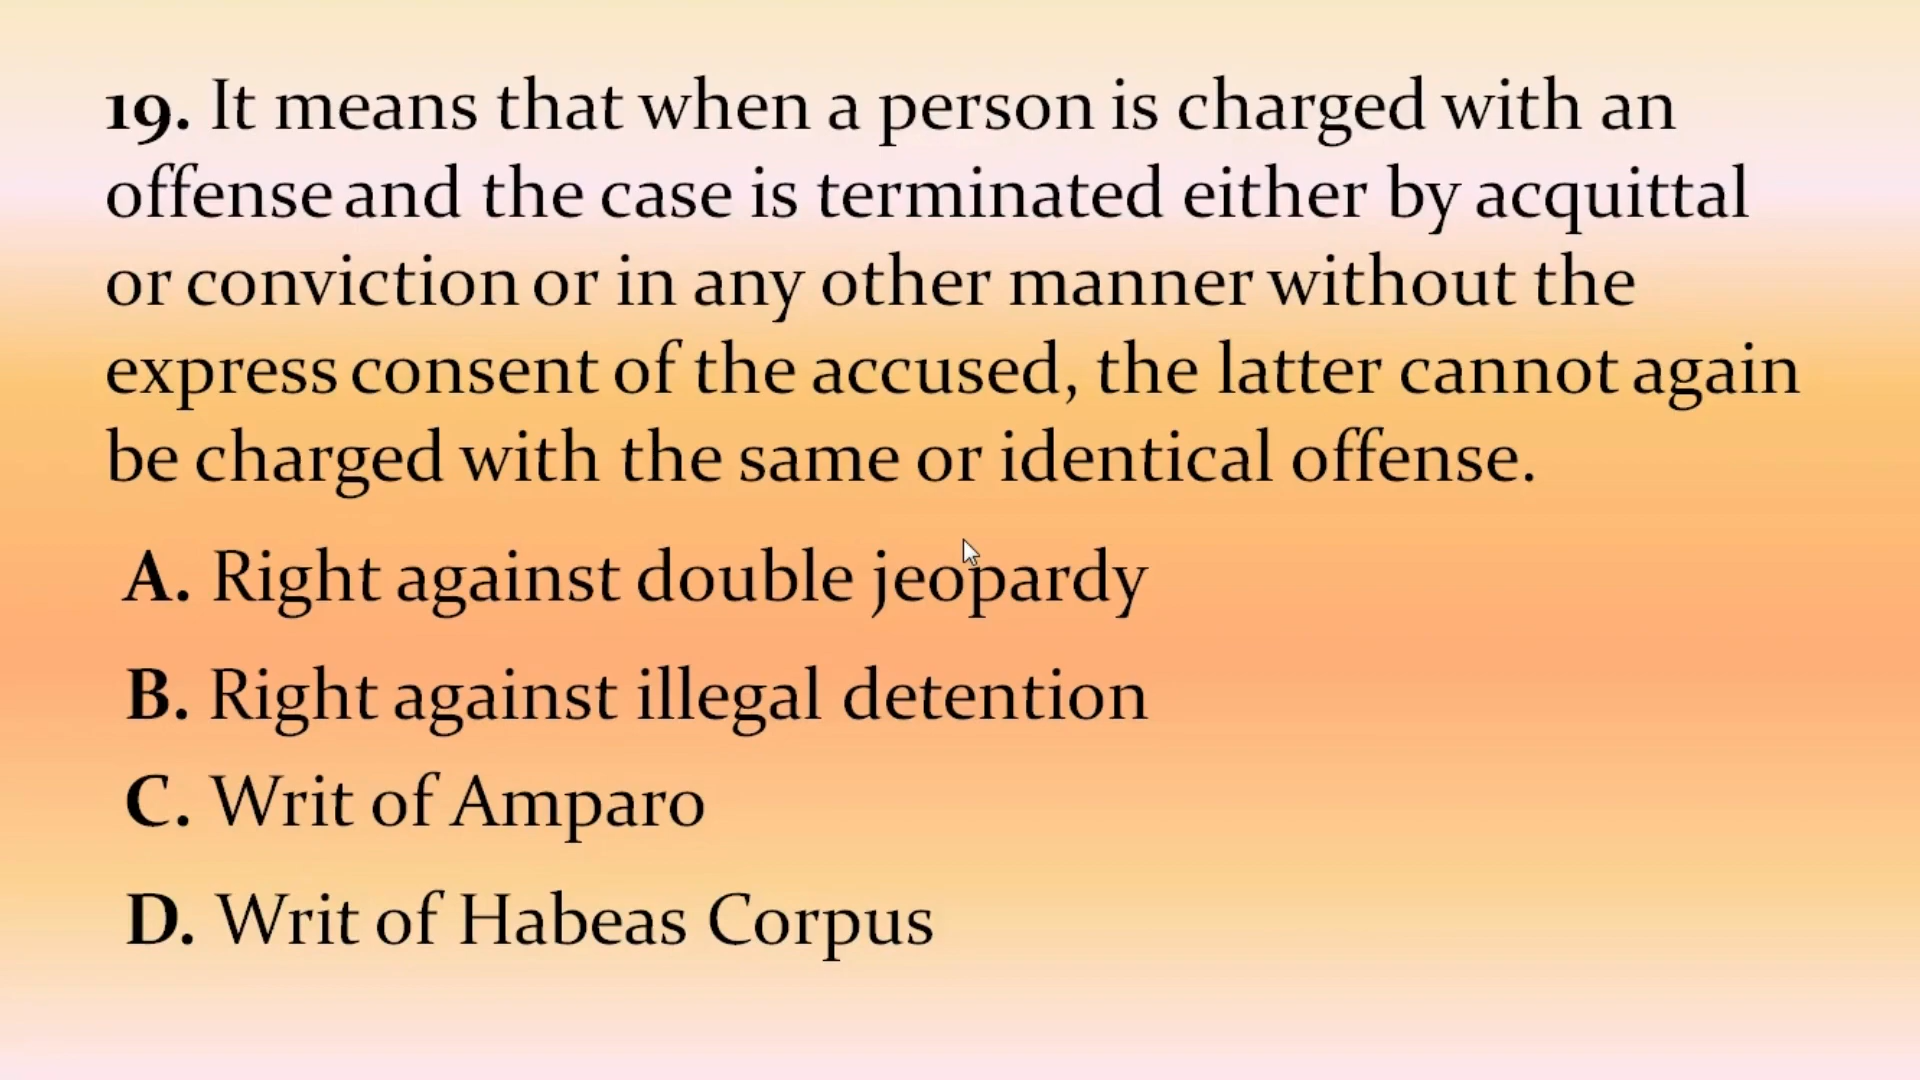 19. It means that when a person is charged with an
offense and the case is terminated either by acquittal
or conviction or in any other manner without the
express consent of the accused, the latter cannot again
be charged with the same or identical offense.
A. Right against double jeopardy
B. Right against illegal detention
C. Writ of Amparo
D. Writ of Habeas Corpus